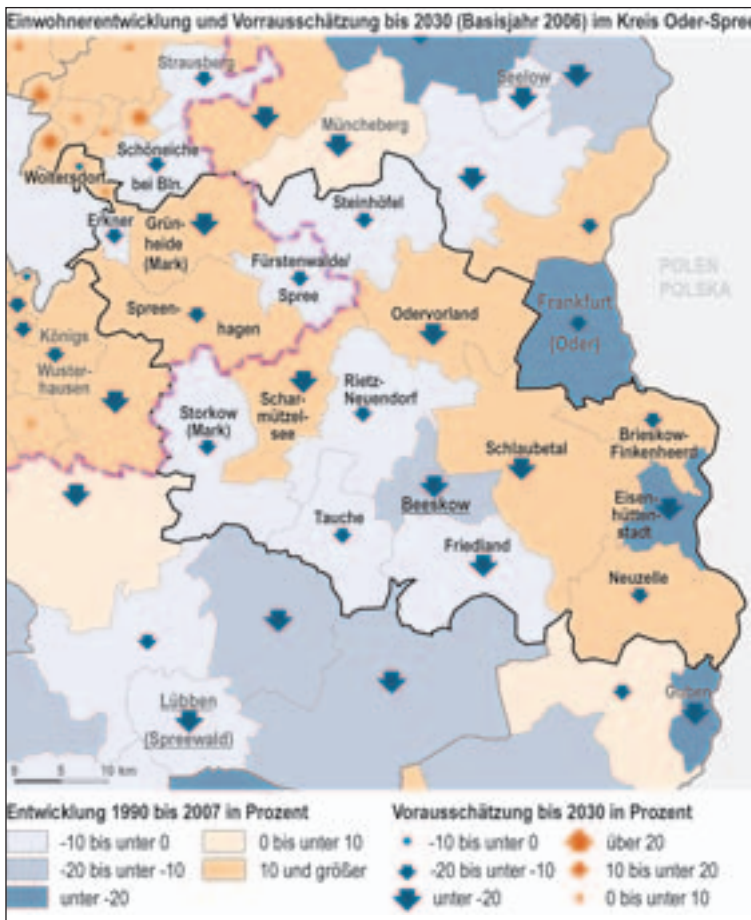 Einwohnerentwicklung und Vorrausschätzung bis 2030 (Basisjahr 2006) im Kreis Oder-Spree
Strausberg
Seelow
Müncheberg
Schöneiche
bei Bln.
Woltersdorf
Erkner
Grün-
heide
(Mark)
Steinhöfel
Fürstenwalde/
Spree
POLEN
POLSKA
Spreen-
hagen
Odervorland
Frankfurt
(Oder)
Königs
Wuster-
hausen
Storkow
(Mark)
Schar-
mützel-
see
Rietz-
Neuendorf
Schlaubetal
Brieskow-
Finkenheerd
Beeskow
Eisen-
hütten-
stadt
Tauche
Friedland
Neuzelle
Lübben
(Spreewald)
Guben
0 5 10 km
Entwicklung 1990 bis 2007 in Prozent
-10 bis unter 0
-20 bis unter -10
unter -20
0 bis unter 10
10 und größer
Vorausschätzung bis 2030 in Prozent
-10 bis unter 0
-20 bis unter -10
unter -20
über 20
10 bis unter 20
0 bis unter 10